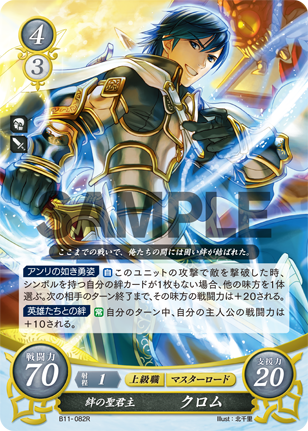 4
3
SAMPLE
ここまでの戦いで、俺たちの間には固い絆が結ばれた。
アンリの如き勇姿 自 このユニットの攻撃で敵を撃破した時、
シンボルを持つ自分の絆カードが1枚もない場合、他の味方を1体
選ぶ。次の相手のターン終了まで、その味方の戦闘力は+20される。
英雄たちとの絆 常 自分のターン中、自分の主人公の戦闘力は
+10される。
戦闘力
70
射程
1
上級職
マスターロード
支援力
20
絆の聖君主
クロム
B11-082R
Illust:北千里